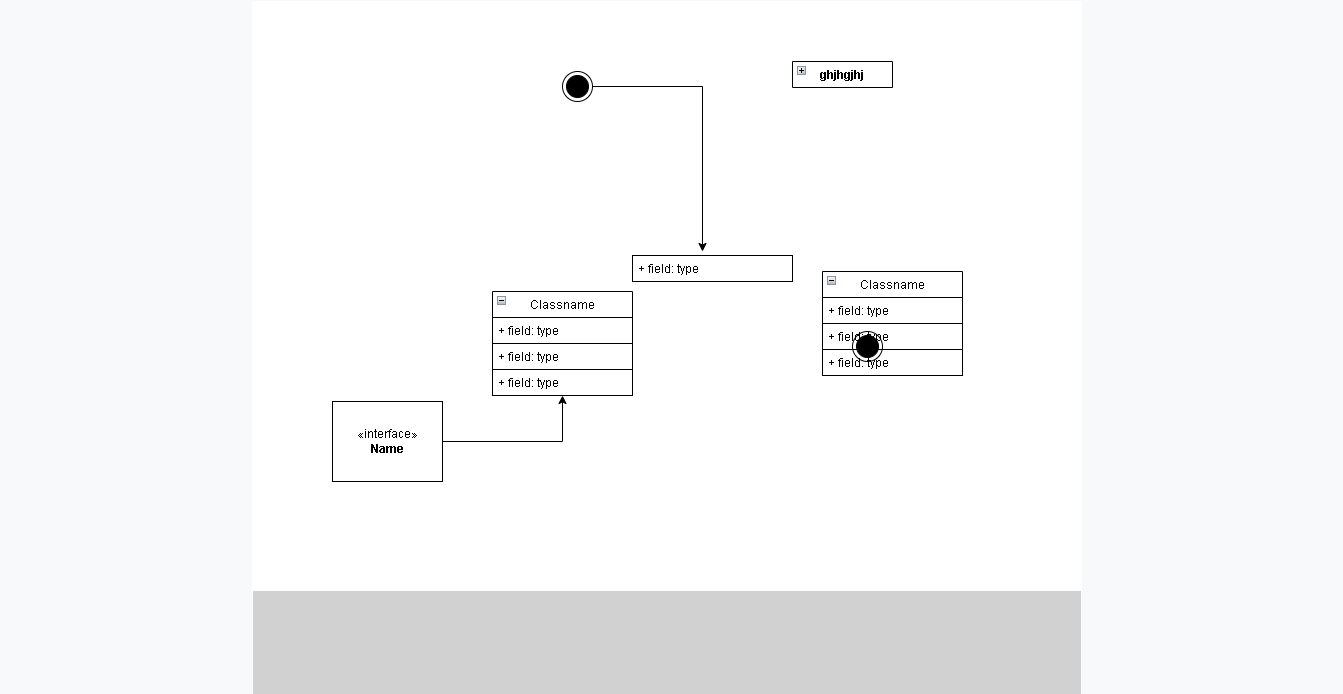 ghjhgjhj
+ field: type
Classname
+ field: type
+ field: type
+ field: type
Classname
+ field: type
+ field: type
+ field: type
«interface»
Name